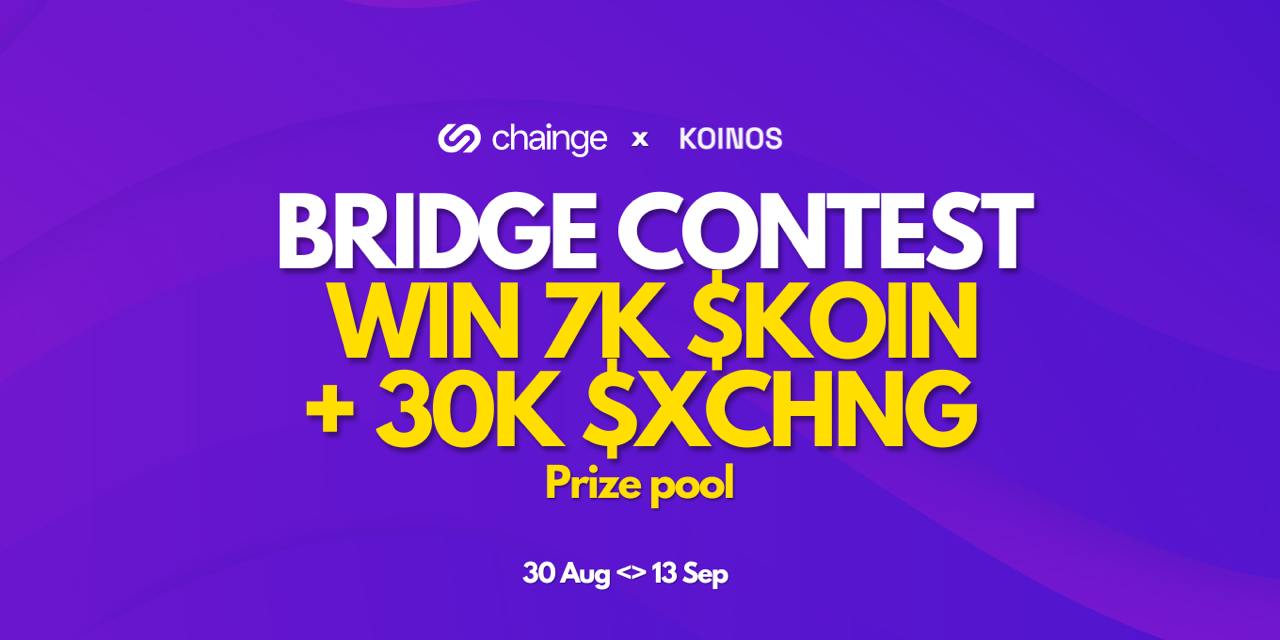 chainge x KOINOS
BRIDGE CONTEST
WIN 7K $KOIN
+ 30K $XCHNG
Prize pool
30 Aug <> 13 Sep